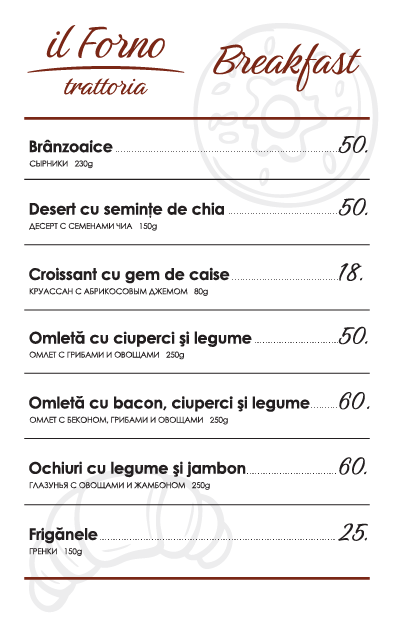 il Forno
trattoria
Breakfast
Brânzoaice 50.
СЫРНИКИ 230g
Desert cu semințe de chia 50.
ДЕСЕРТ С СЕМЕНАМИ ЧИА 150g
Croissant cu gem de caise 18.
КРУАССАН С АБРИКОСОВЫМ ДЖЕМОМ 80g
Omletă cu ciuperci şi legume 50.
ОМЛЕТ С ГРИБАМИ И ОВОЩАМИ 250g
Omletă cu bacon, ciuperci şi legume 60.
ОМЛЕТ С БЕКОНОМ, ГРИБАМИ И ОВОЩАМИ 250g
Ochiuri cu legume şi jambon 60.
ГЛАЗУНЬЯ С ОВОЩАМИ И ЖАМБОНОМ 250g
Frigănele 25.
ГРЕНКИ 150g